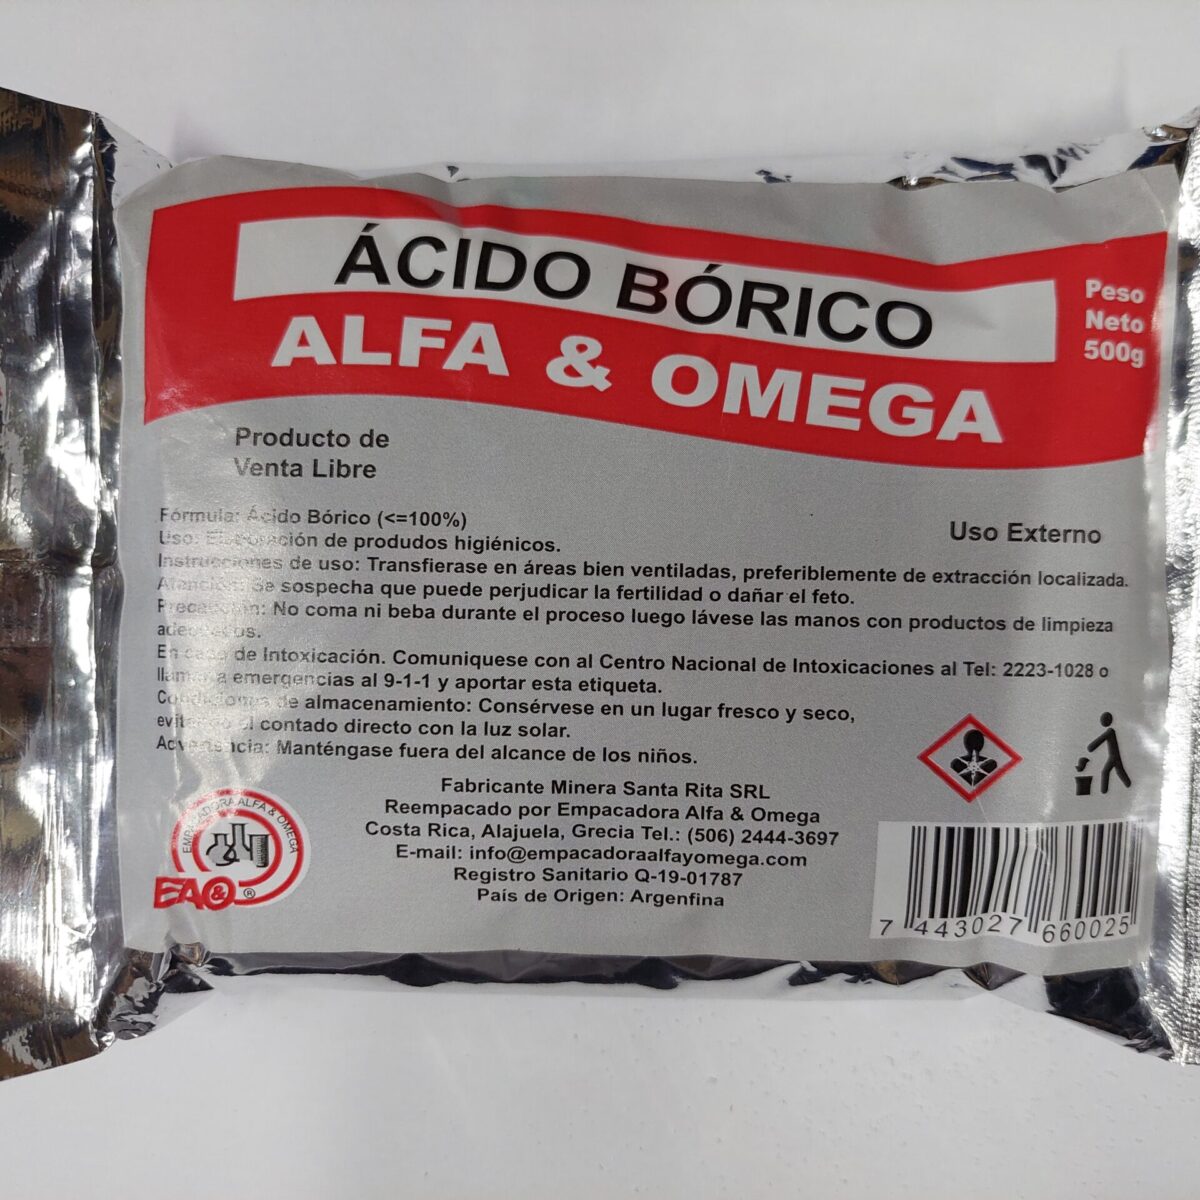 ÁCIDO BÓRICO
ALFA & OMEGA
Peso
Neto
500g
Producto de
Venta Libre
Uso Externo
Fórmula: Ácido Bórico (<=100%)
Uso: Elaboración de produdos higiénicos.
Instrucciones de uso: Transfierase en áreas bien ventiladas, preferiblemente de extracción localizada.
Atención: Se sospecha que puede perjudicar la fertilidad o dañar el feto.
Precaución: No coma ni beba durante el proceso luego lávese las manos con productos de limpieza
adecuados.
En caso de Intoxicación. Comuniquese con al Centro Nacional de Intoxicaciones al Tel: 2223-1028 o
llamar a emergencias al 9-1-1 y aportar esta etiqueta.
Condiciones de almacenamiento: Consérvese en un lugar fresco y seco,
evitando el contado directo con la luz solar.
Advertencia: Manténgase fuera del alcance de los niños.
Fabricante Minera Santa Rita SRL
Reempacado por Empacadora Alfa & Omega
Costa Rica, Alajuela, Grecia Tel.: (506) 2444-3697
E-mail: info@empacadoraalfayomega.com
Registro Sanitario Q-19-01787
País de Origen: Argenfina
EMPACADORA ALFA & OMEGA
EA&O ®
7 443027 660025